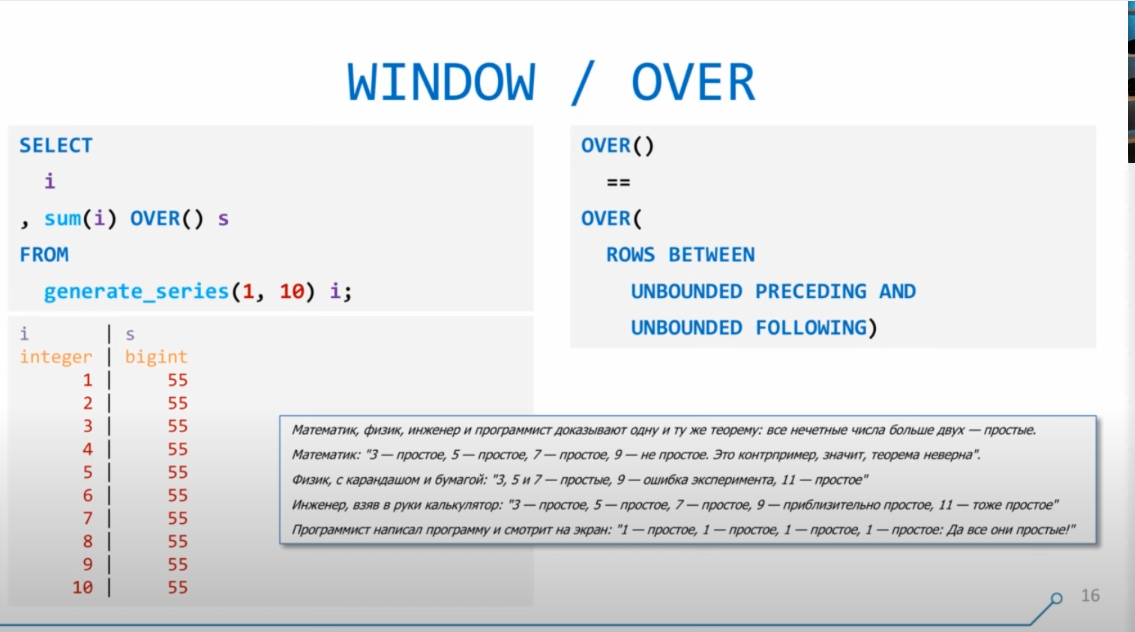 WINDOW / OVER
SELECT
i
, sum(i) OVER() s
FROM
generate_series(1, 10) i;
i | s
integer | bigint
1 | 55
2 | 55
3 | 55
4 | 55
5 | 55
6 | 55
7 | 55
8 | 55
9 | 55
10 | 55
OVER()
==
OVER(
ROWS BETWEEN
UNBOUNDED PRECEDING AND
UNBOUNDED FOLLOWING)
Математик, физик, инженер и программист доказывают одну и ту же теорему: все нечетные числа больше двух — простые.
Математик: "3 — простое, 5 — простое, 7 — простое, 9 — не простое. Это контрпример, значит, теорема неверна".
Физик, с карандашом и бумагой: "3, 5 и 7 — простые, 9 — ошибка эксперимента, 11 — простое"
Инженер, взяв в руки калькулятор: "3 — простое, 5 — простое, 7 — простое, 9 — приблизительно простое, 11 — тоже простое"
Программист написал программу и смотрит на экран: "1 — простое, 1 — простое, 1 — простое, 1 — простое: Да все они простые!"
16